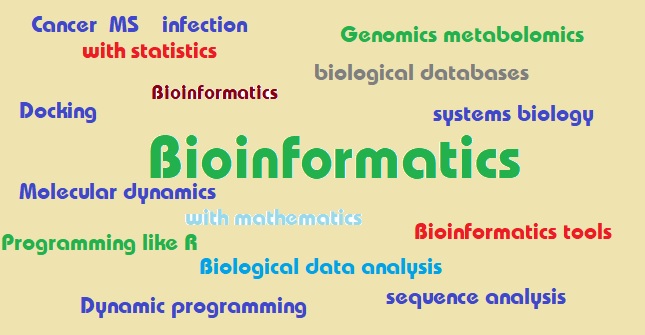 Cancer MS infection
with statistics
Genomics metabolomics
biological databases
Bioinformatics
Docking
systems biology
Bioinformatics
Molecular dynamics
with mathematics
Bioinformatics tools
Programming like R
Biological data analysis
sequence analysis
Dynamic programming